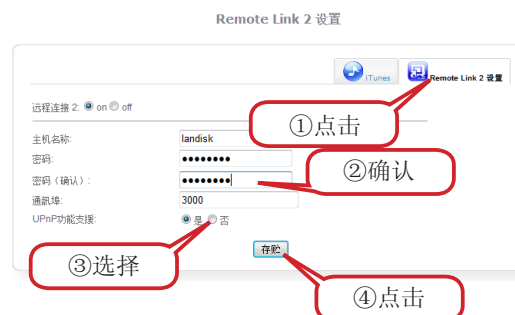 Remote Link 2 设置
iTunes
Remote Link 2 设置
远程连接 2: on off
①点击
主机名称: landisk
密码: ●●●●●●●●
②确认
密码（确认）: ●●●●●●●●
通訊埠: 3000
UPnP功能支援: 是 否
③选择
存贮
④点击